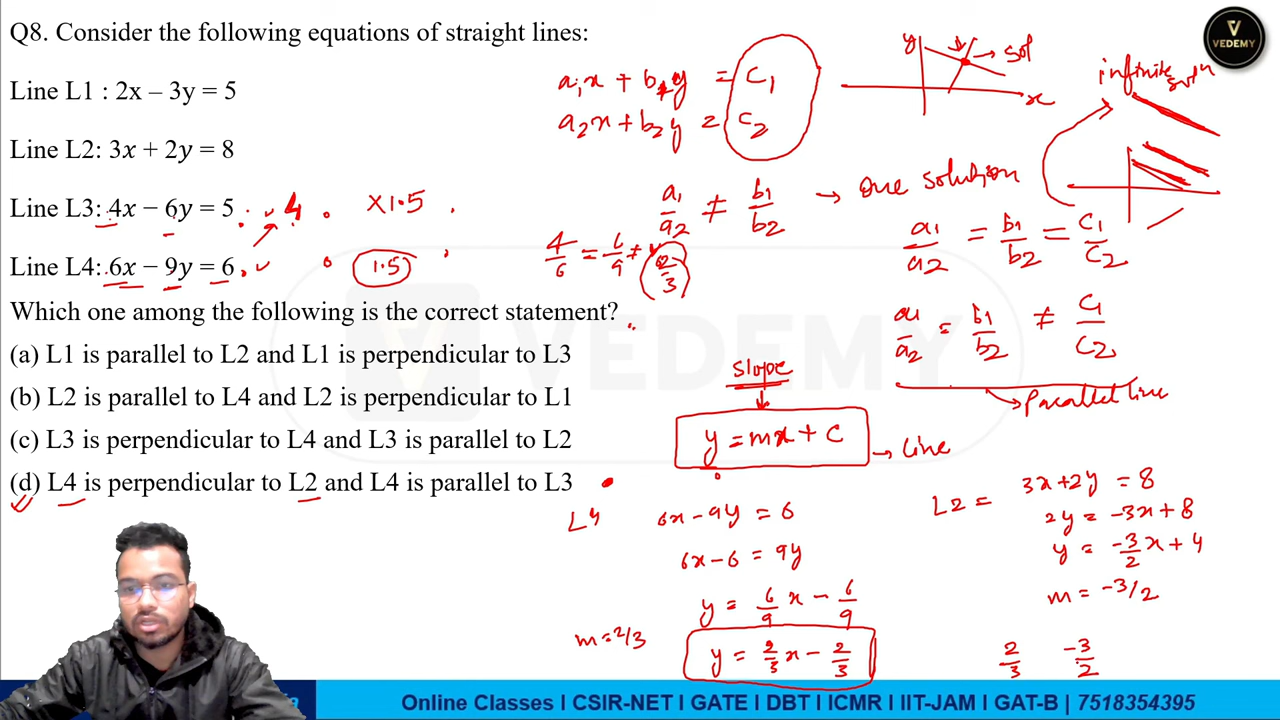 Q8. Consider the following equations of straight lines:
Line L1 : 2x – 3y = 5
Line L2: 3x + 2y = 8
Line L3: 4x – 6y = 5
Line L4: 6x – 9y = 6
Which one among the following is the correct statement?
(a) L1 is parallel to L2 and L1 is perpendicular to L3
(b) L2 is parallel to L4 and L2 is perpendicular to L1
(c) L3 is perpendicular to L4 and L3 is parallel to L2
(d) L4 is perpendicular to L2 and L4 is parallel to L3
4
×1.5
1.5
a₁x + b₁y = c₁
a₂x + b₂y = c₂
y
sol
x
a₁/a₂ ≠ b₁/b₂ → one solution
4/6 = 6/9 ≠ 2/3
infinite
a₁/a₂ = b₁/b₂ = c₁/c₂
a₁/a₂ = b₁/b₂ ≠ c₁/c₂
→ Parallel line
slope
y = mx + c
→ Line
L4
6x – 9y = 6
6x – 6 = 9y
y = 6/9 x – 6/9
m = 2/3
y = 2/3 x – 2/3
L2 =
3x + 2y = 8
2y = -3x + 8
y = -3/2 x + 4
m = -3/2
2/3 -3/2
VEDEMY
VEDEMY
Online Classes I CSIR-NET I GATE I DBT I ICMR I IIT-JAM I GAT-B I 7518354395